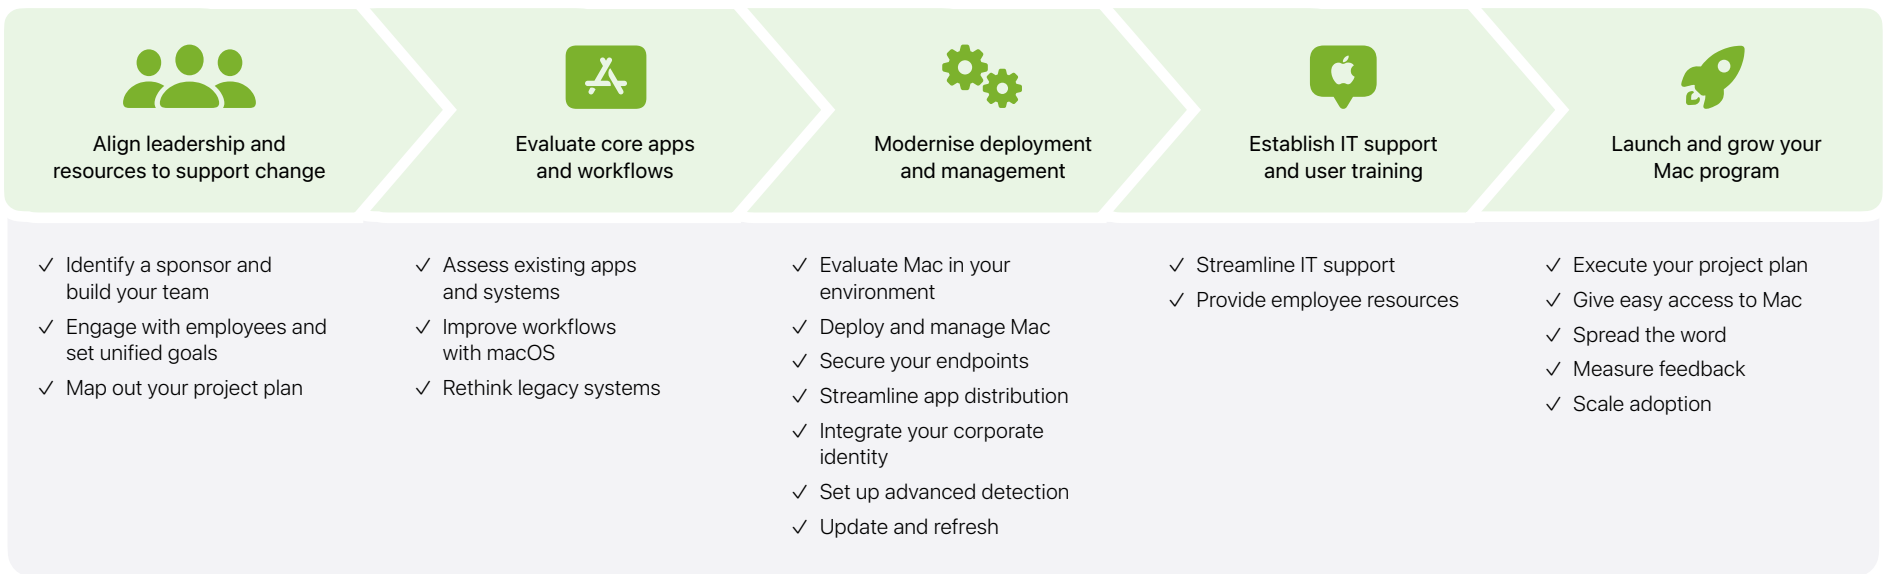 Align leadership and
resources to support change
Evaluate core apps
and workflows
Modernise deployment
and management
Establish IT support
and user training
Launch and grow your
Mac program
✓ Identify a sponsor and
build your team
✓ Engage with employees and
set unified goals
✓ Map out your project plan
✓ Assess existing apps
and systems
✓ Improve workflows
with macOS
✓ Rethink legacy systems
✓ Evaluate Mac in your
environment
✓ Deploy and manage Mac
✓ Secure your endpoints
✓ Streamline app distribution
✓ Integrate your corporate
identity
✓ Set up advanced detection
✓ Update and refresh
✓ Streamline IT support
✓ Provide employee resources
✓ Execute your project plan
✓ Give easy access to Mac
✓ Spread the word
✓ Measure feedback
✓ Scale adoption